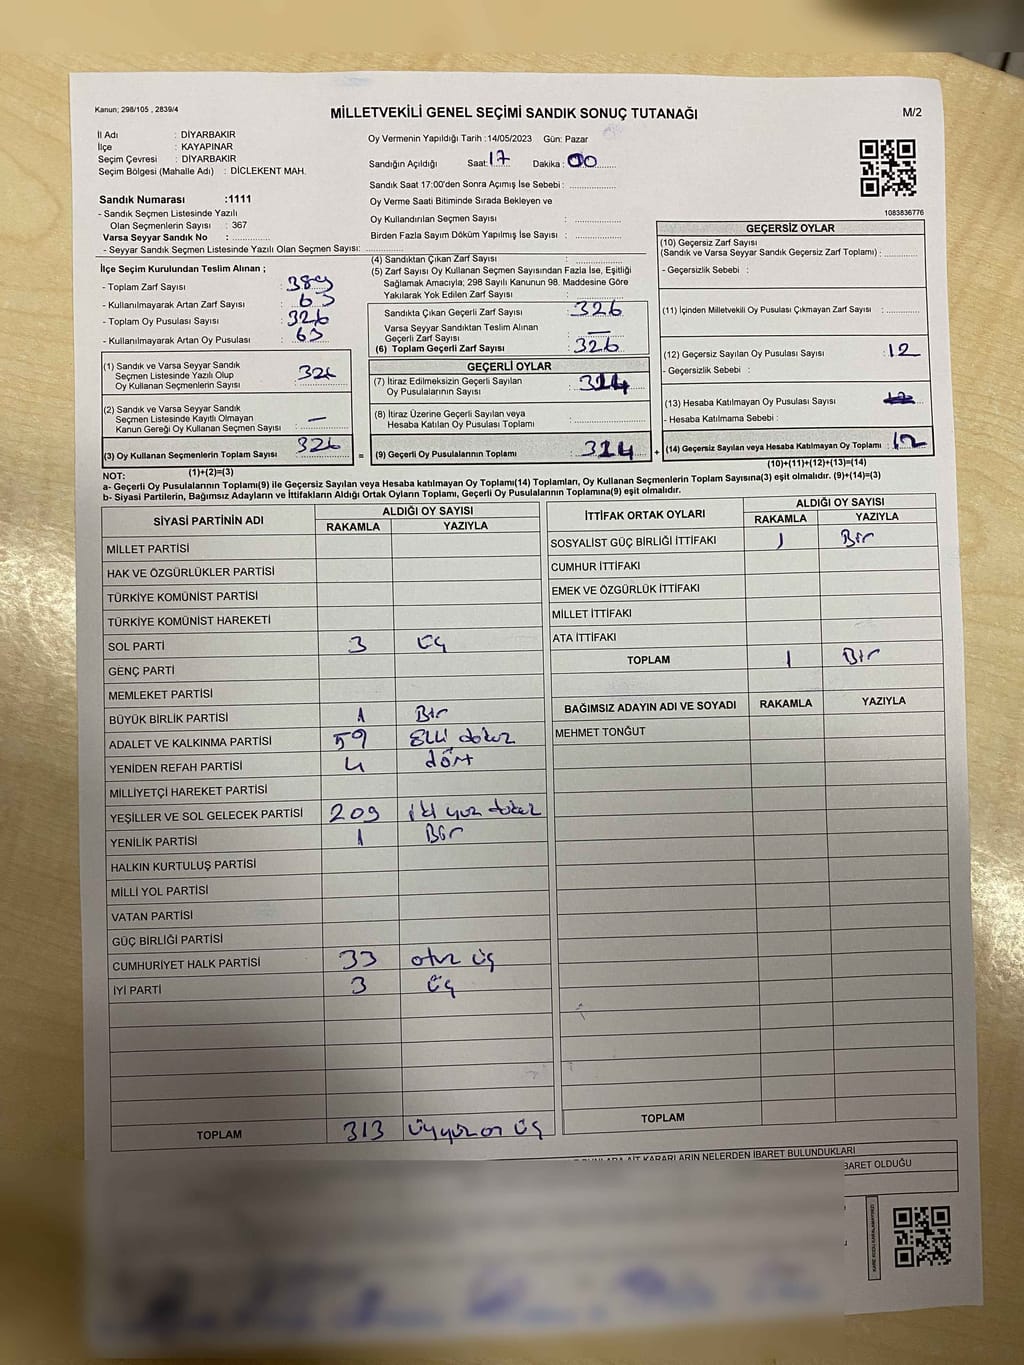 Kanun; 298/105 , 2839/4
MİLLETVEKİLİ GENEL SEÇİMİ SANDIK SONUÇ TUTANAĞI
M/2
İl Adı : DİYARBAKIR
İlçe : KAYAPINAR
Seçim Çevresi : DİYARBAKIR
Seçim Bölgesi (Mahalle Adı) : DİCLEKENT MAH.
Oy Vermenin Yapıldığı Tarih :14/05/2023 Gün: Pazar
Sandığın Açıldığı Saat: 17 Dakika : 00
Sandık Saat 17:00'den Sonra Açımış İse Sebebi :
Oy Verme Saati Bitiminde Sırada Bekleyen ve
Oy Kullandırılan Seçmen Sayısı :
Birden Fazla Sayım Döküm Yapılmış İse Sayısı :
1083836776
Sandık Numarası :1111
- Sandık Seçmen Listesinde Yazılı
Olan Seçmenlerin Sayısı : 367
Varsa Seyyar Sandık No :
- Seyyar Sandık Seçmen Listesinde Yazılı Olan Seçmen Sayısı:
İlçe Seçim Kurulundan Teslim Alınan ;
- Toplam Zarf Sayısı : 389
- Kullanılmayarak Artan Zarf Sayısı : 63
- Toplam Oy Pusulası Sayısı : 326
- Kullanılmayarak Artan Oy Pusulası : 63
(1) Sandık ve Varsa Seyyar Sandık
Seçmen Listesinde Yazılı Olup
Oy Kullanan Seçmenlerin Sayısı : 326
(2) Sandık ve Varsa Seyyar Sandık
Seçmen Listesinde Kayıtlı Olmayan
Kanun Gereği Oy Kullanan Seçmen Sayısı : —
(3) Oy Kullanan Seçmenlerin Toplam Sayısı : 326
(1)+(2)=(3)
(4) Sandıktan Çıkan Zarf Sayısı :
(5) Zarf Sayısı Oy Kullanan Seçmen Sayısından Fazla İse, Eşitliği
Sağlamak Amacıyla; 298 Sayılı Kanunun 98. Maddesine Göre
Yakılarak Yok Edilen Zarf Sayısı :
Sandıkta Çıkan Geçerli Zarf Sayısı : 326
Varsa Seyyar Sandıktan Teslim Alınan
Geçerli Zarf Sayısı : —
(6) Toplam Geçerli Zarf Sayısı : 326
GEÇERLİ OYLAR
(7) İtiraz Edilmeksizin Geçerli Sayılan
Oy Pusulalarının Sayısı : 314
(8) İtiraz Üzerine Geçerli Sayılan veya
Hesaba Katılan Oy Pusulası Toplamı :
= (9) Geçerli Oy Pusulalarının Toplamı : 314
GEÇERSİZ OYLAR
(10) Geçersiz Zarf Sayısı
(Sandık ve Varsa Seyyar Sandık Geçersiz Zarf Toplamı) :
- Geçersizlik Sebebi :
(11) İçinden Milletvekili Oy Pusulası Çıkmayan Zarf Sayısı :
(12) Geçersiz Sayılan Oy Pusulası Sayısı : 12
- Geçersizlik Sebebi :
(13) Hesaba Katılmayan Oy Pusulası Sayısı :
- Hesaba Katılmama Sebebi :
+ (14) Geçersiz Sayılan veya Hesaba Katılmayan Oy Toplamı : 12
(10)+(11)+(12)+(13)=(14)
NOT:
a- Geçerli Oy Pusulalarının Toplamı(9) ile Geçersiz Sayılan veya Hesaba katılmayan Oy Toplamı(14) Toplamları, Oy Kullanan Seçmenlerin Toplam Sayısına(3) eşit olmalıdır. (9)+(14)=(3)
b- Siyasi Partilerin, Bağımsız Adayların ve İttifakların Aldığı Ortak Oyların Toplamı, Geçerli Oy Pusulalarının Toplamına(9) eşit olmalıdır.
SİYASİ PARTİNİN ADI ALDIĞI OY SAYISI
RAKAMLA YAZIYLA
MİLLET PARTİSİ
HAK VE ÖZGÜRLÜKLER PARTİSİ
TÜRKİYE KOMÜNİST PARTİSİ
TÜRKİYE KOMÜNİST HAREKETİ
SOL PARTİ 3 üç
GENÇ PARTİ
MEMLEKET PARTİSİ
BÜYÜK BİRLİK PARTİSİ 1 Bir
ADALET VE KALKINMA PARTİSİ 59 Elli dokuz
YENİDEN REFAH PARTİSİ 4 dört
MİLLİYETÇİ HAREKET PARTİSİ
YEŞİLLER VE SOL GELECEK PARTİSİ 209 iki yüz dokuz
YENİLİK PARTİSİ 1 Bir
HALKIN KURTULUŞ PARTİSİ
MİLLİ YOL PARTİSİ
VATAN PARTİSİ
GÜÇ BİRLİĞİ PARTİSİ
CUMHURİYET HALK PARTİSİ 33 otuz üç
İYİ PARTİ 3 üç
TOPLAM 313 üçyüz on üç
İTTİFAK ORTAK OYLARI ALDIĞI OY SAYISI
RAKAMLA YAZIYLA
SOSYALİST GÜÇ BİRLİĞİ İTTİFAKI 1 Bir
CUMHUR İTTİFAKI
EMEK VE ÖZGÜRLÜK İTTİFAKI
MİLLET İTTİFAKI
ATA İTTİFAKI
TOPLAM 1 Bir
BAĞIMSIZ ADAYIN ADI VE SOYADI RAKAMLA YAZIYLA
MEHMET TONĞUT
TOPLAM
KARARLARIN NELERDEN İBARET BULUNDUKLARI
İBARET OLDUĞU